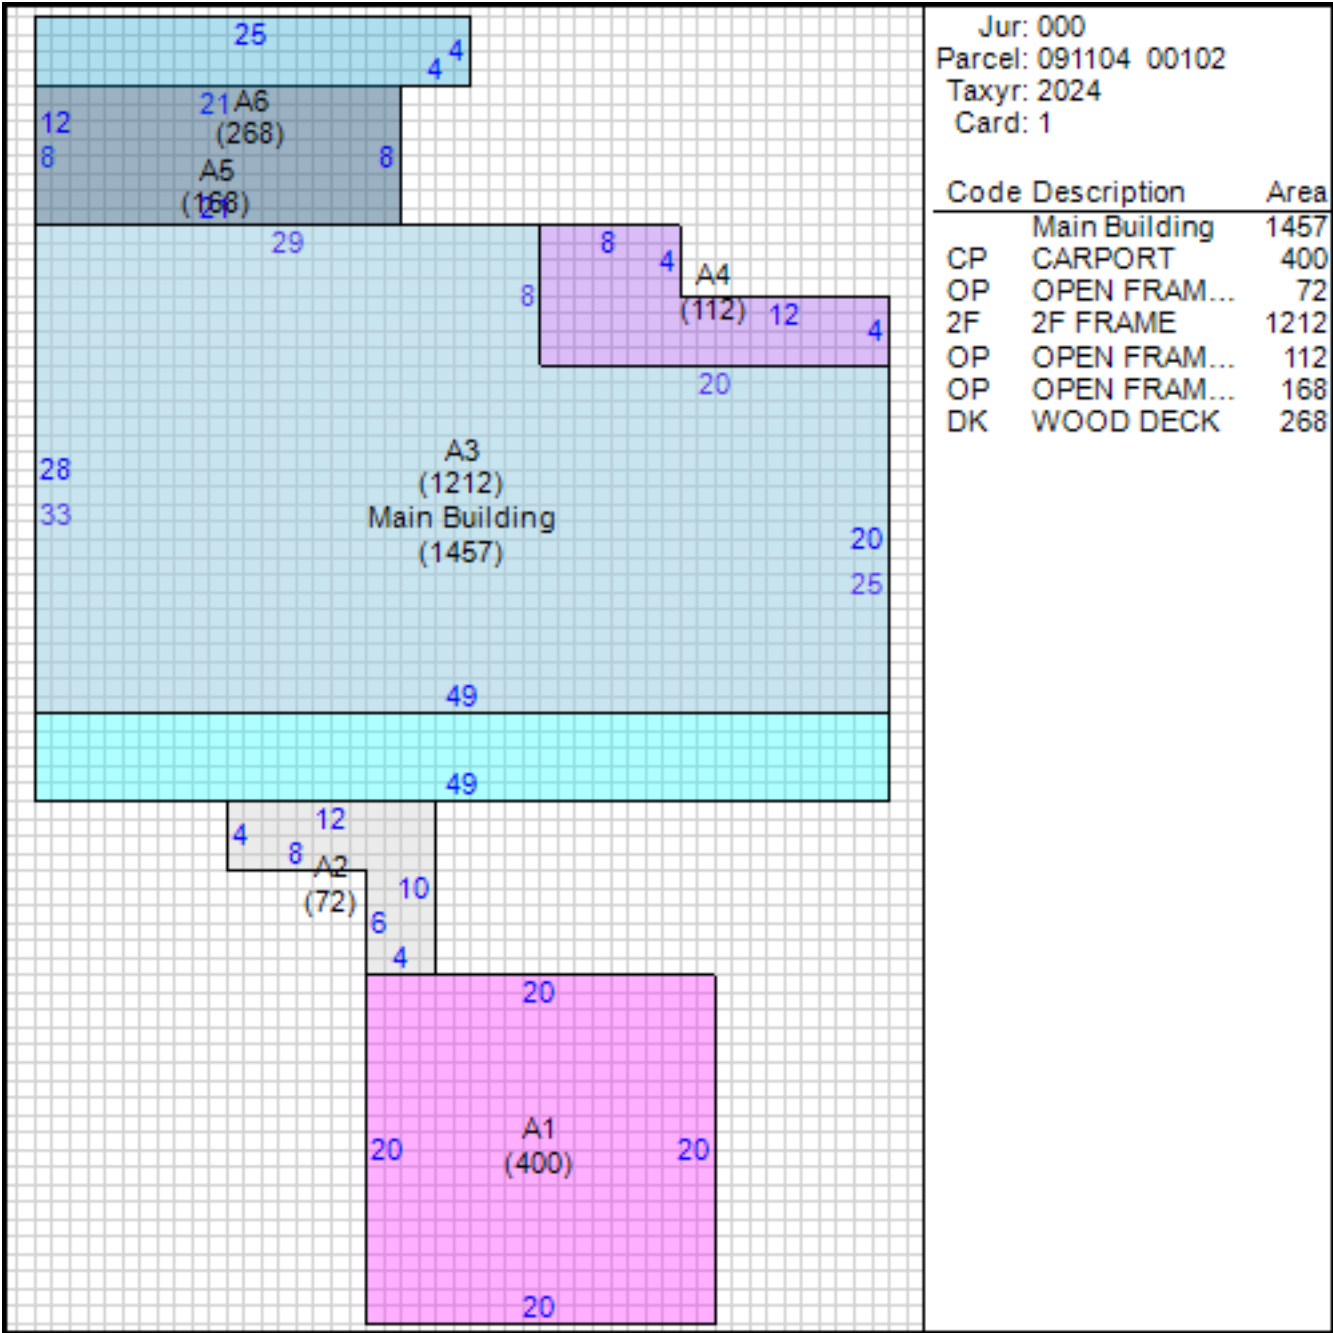 25
4
4
12
21 A6
(268)
8
8
A5
(168)
21
29
8
4
A4
(112)
12
4
8
20
A3
(1212)
Main Building
(1457)
28
33
20
25
49
49
12
4
8
A2
(72)
10
6
4
20
A1
(400)
20
20
20
Jur: 000
Parcel: 091104 00102
Taxyr: 2024
Card: 1
Code Description Area
Main Building 1457
CP CARPORT 400
OP OPEN FRAM... 72
2F 2F FRAME 1212
OP OPEN FRAM... 112
OP OPEN FRAM... 168
DK WOOD DECK 268